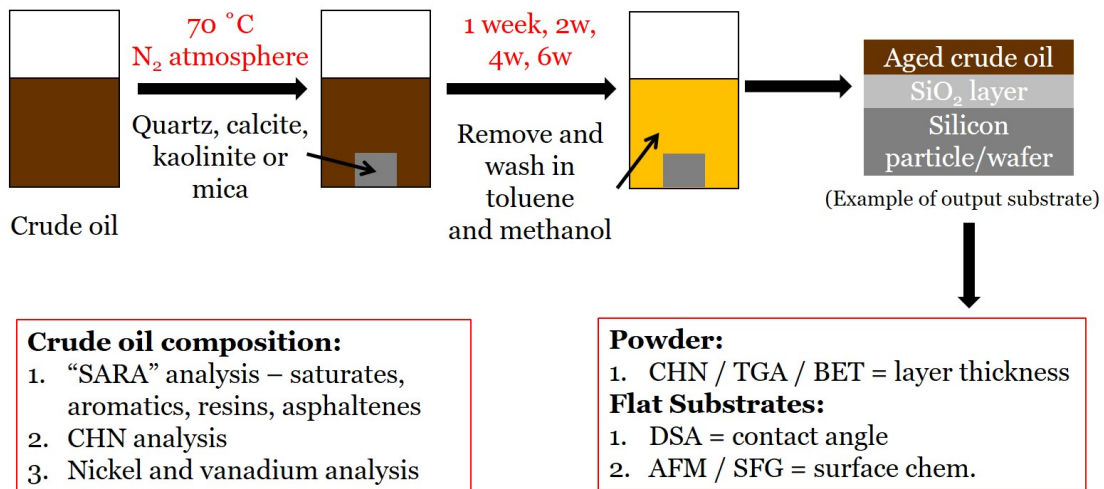 70 °C
N₂ atmosphere
Quartz, calcite,
kaolinite or
mica
Crude oil
1 week, 2w,
4w, 6w
Remove and
wash in
toluene
and methanol
Aged crude oil
SiO₂ layer
Silicon
particle/wafer
(Example of output substrate)
Crude oil composition:
1. “SARA” analysis – saturates,
aromatics, resins, asphaltenes
2. CHN analysis
3. Nickel and vanadium analysis
Powder:
1. CHN / TGA / BET = layer thickness
Flat Substrates:
1. DSA = contact angle
2. AFM / SFG = surface chem.